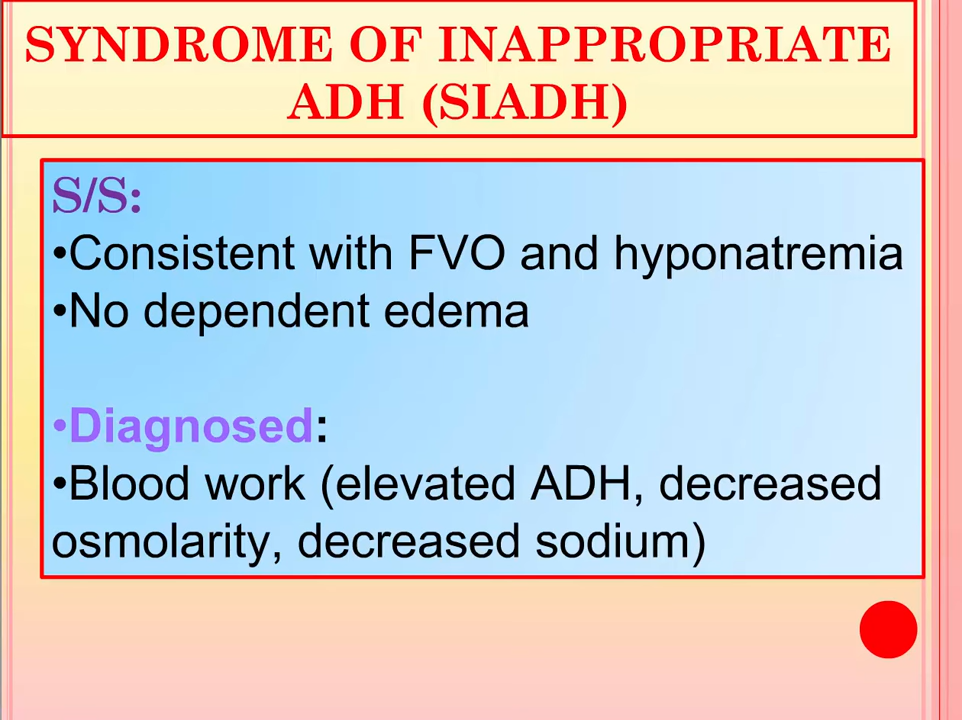 SYNDROME OF INAPPROPRIATE
ADH (SIADH)
S/S:
•Consistent with FVO and hyponatremia
•No dependent edema
•Diagnosed:
•Blood work (elevated ADH, decreased
osmolarity, decreased sodium)